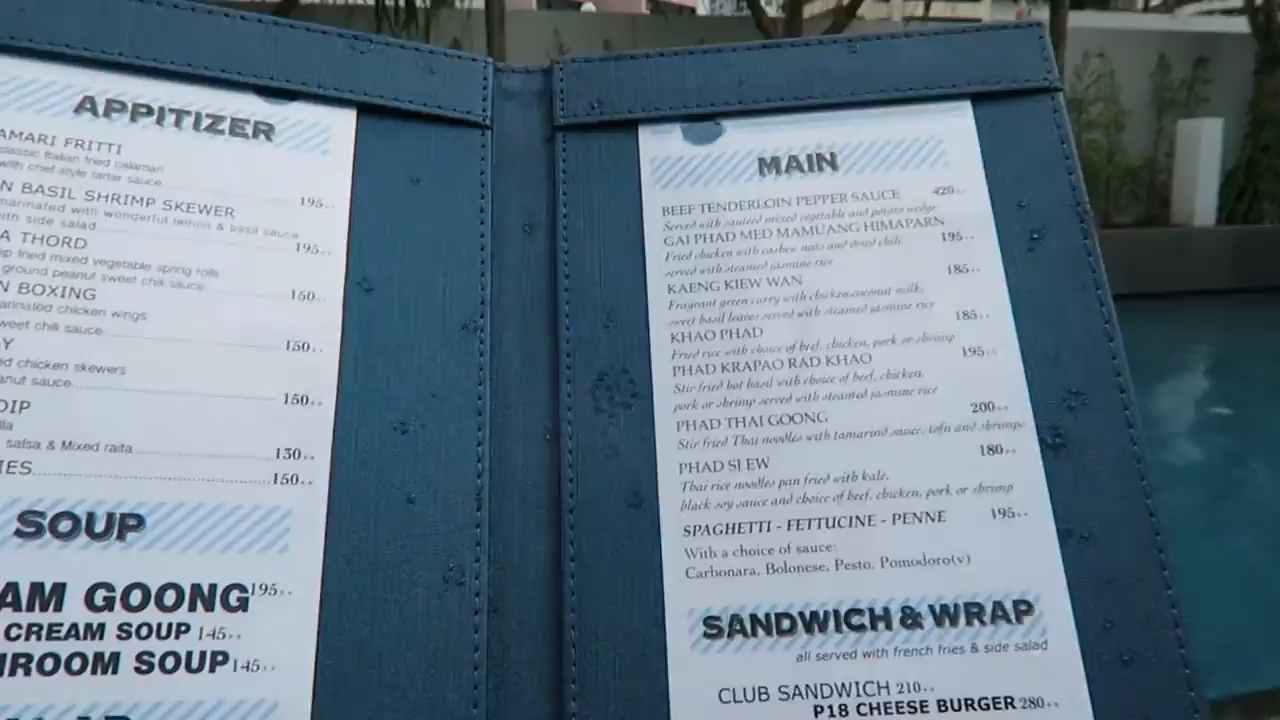 APPITIZER
AMARI FRITTI
classic Italian fried calamari
with chief style tartar sauce 195..
N BASIL SHRIMP SKEWER
marinated with wonderful lemon & basil sauce
with side salad 195..
A THORD
ep fried mixed vegetable spring rolls
ground peanut sweet chili sauce 150..
N BOXING
arinated chicken wings
weet chili sauce 150..
Y
ed chicken skewers
anut sauce 150..
DIP
lla
salsa & Mixed raita 130..
IES 150..
SOUP
AM GOONG 195..
CREAM SOUP 145..
HROOM SOUP 145..
MAIN
BEEF TENDERLOIN PEPPER SAUCE 420..
Served with sauteed mixed vegetable and potato wedge
GAI PHAD MED MAMUANG HIMAPARN
Fried chicken with cashew nuts and dried chili 195..
served with steamed jasmine rice
KAENG KIEW WAN 185..
Fragrant green curry with chicken,coconut milk,
sweet basil leaves served with steamed jasmine rice
KHAO PHAD 185..
Fried rice with choice of beef, chicken, pork or shrimp
PHAD KRAPAO RAD KHAO 195..
Stir fried hot basil with choice of beef, chicken,
pork or shrimp served with steamed jasmine rice
PHAD THAI GOONG 200..
Stir fried Thai noodles with tamarind sauce, tofu and shrimps
PHAD SI EW 180..
Thai rice noodles pan fried with kale,
black soy sauce and choice of beef, chicken, pork or shrimp
SPAGHETTI - FETTUCINE - PENNE 195..
With a choice of sauce:
Carbonara, Bolonese, Pesto, Pomodoro(v)
SANDWICH & WRAP
all served with french fries & side salad
CLUB SANDWICH 210..
P18 CHEESE BURGER 280..